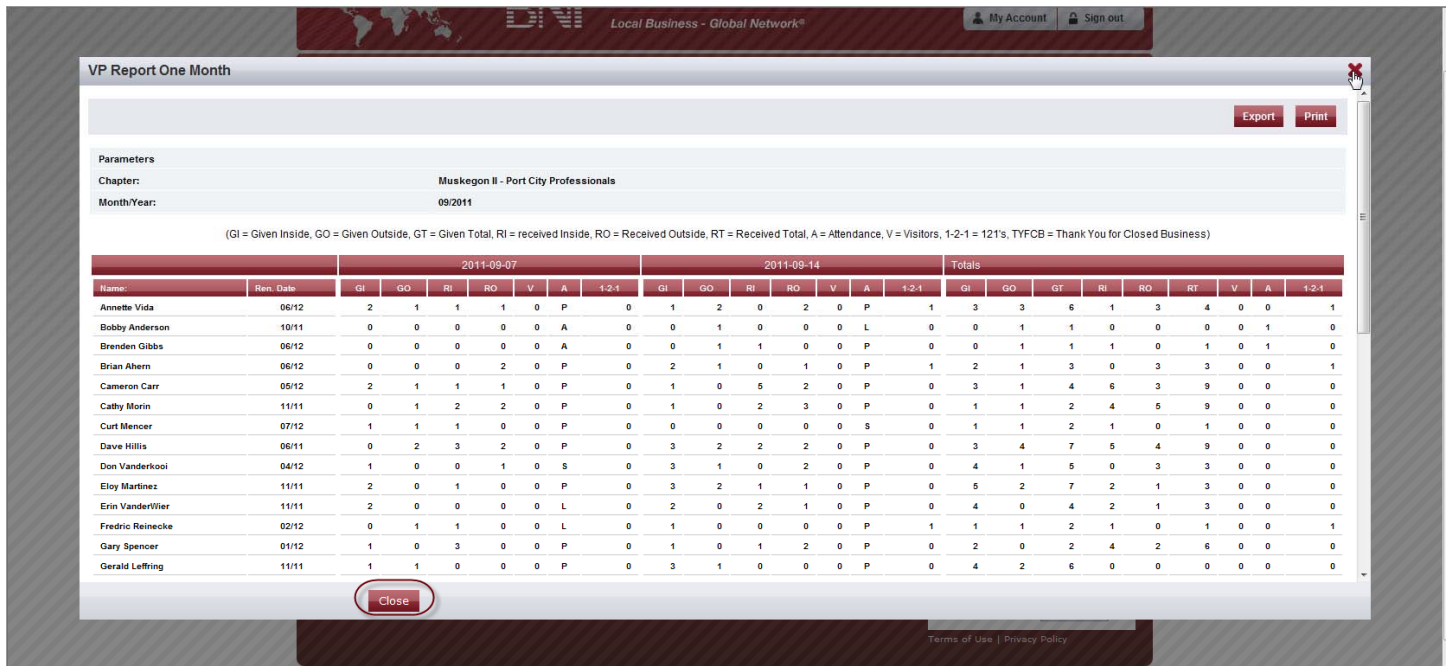 BNI Local Business - Global Network® My Account Sign out
VP Report One Month
Export Print
Parameters
Chapter: Muskegon II - Port City Professionals
Month/Year: 09/2011
(GI = Given Inside, GO = Given Outside, GT = Given Total, RI = received Inside, RO = Received Outside, RT = Received Total, A = Attendance, V = Visitors, 1-2-1 = 121's, TYFCB = Thank You for Closed Business)
2011-09-07 2011-09-14 Totals
Name: Ren. Date GI GO RI RO V A 1-2-1 GI GO RI RO V A 1-2-1 GI GO GT RI RO RT V A 1-2-1
Annette Vida 06/12 2 1 1 1 0 P 0 1 2 0 2 0 P 1 3 3 6 1 3 4 0 0 1
Bobby Anderson 10/11 0 0 0 0 0 A 0 0 1 0 0 0 L 0 0 1 1 0 0 0 0 1 0
Brenden Gibbs 06/12 0 0 0 0 0 A 0 0 1 1 0 0 P 0 0 1 1 1 0 1 0 1 0
Brian Ahern 06/12 0 0 0 2 0 P 0 2 1 0 1 0 P 1 2 1 3 0 3 3 0 0 1
Cameron Carr 05/12 2 1 1 1 0 P 0 1 0 5 2 0 P 0 3 1 4 6 3 9 0 0 0
Cathy Morin 11/11 0 1 2 2 0 P 0 1 0 2 3 0 P 0 1 1 2 4 5 9 0 0 0
Curt Mencer 07/12 1 1 1 0 0 P 0 0 0 0 0 0 S 0 1 1 2 1 0 1 0 0 0
Dave Hillis 06/11 0 2 3 2 0 P 0 3 2 2 2 0 P 0 3 4 7 5 4 9 0 0 0
Don Vanderkooi 04/12 1 0 0 1 0 S 0 3 1 0 2 0 P 0 4 1 5 0 3 3 0 0 0
Eloy Martinez 11/11 2 0 1 0 0 P 0 3 2 1 1 0 P 0 5 2 7 2 1 3 0 0 0
Erin VanderWier 11/11 2 0 0 0 0 L 0 2 0 2 1 0 P 0 4 0 4 2 1 3 0 0 0
Fredric Reinecke 02/12 0 1 1 0 0 L 0 1 0 0 0 0 P 1 1 1 2 1 0 1 0 0 1
Gary Spencer 01/12 1 0 3 0 0 P 0 1 0 1 2 0 P 0 2 0 2 4 2 6 0 0 0
Gerald Leffring 11/11 1 1 0 0 0 P 0 3 1 0 0 0 P 0 4 2 6 0 0 0 0 0 0
Close
Terms of Use | Privacy Policy